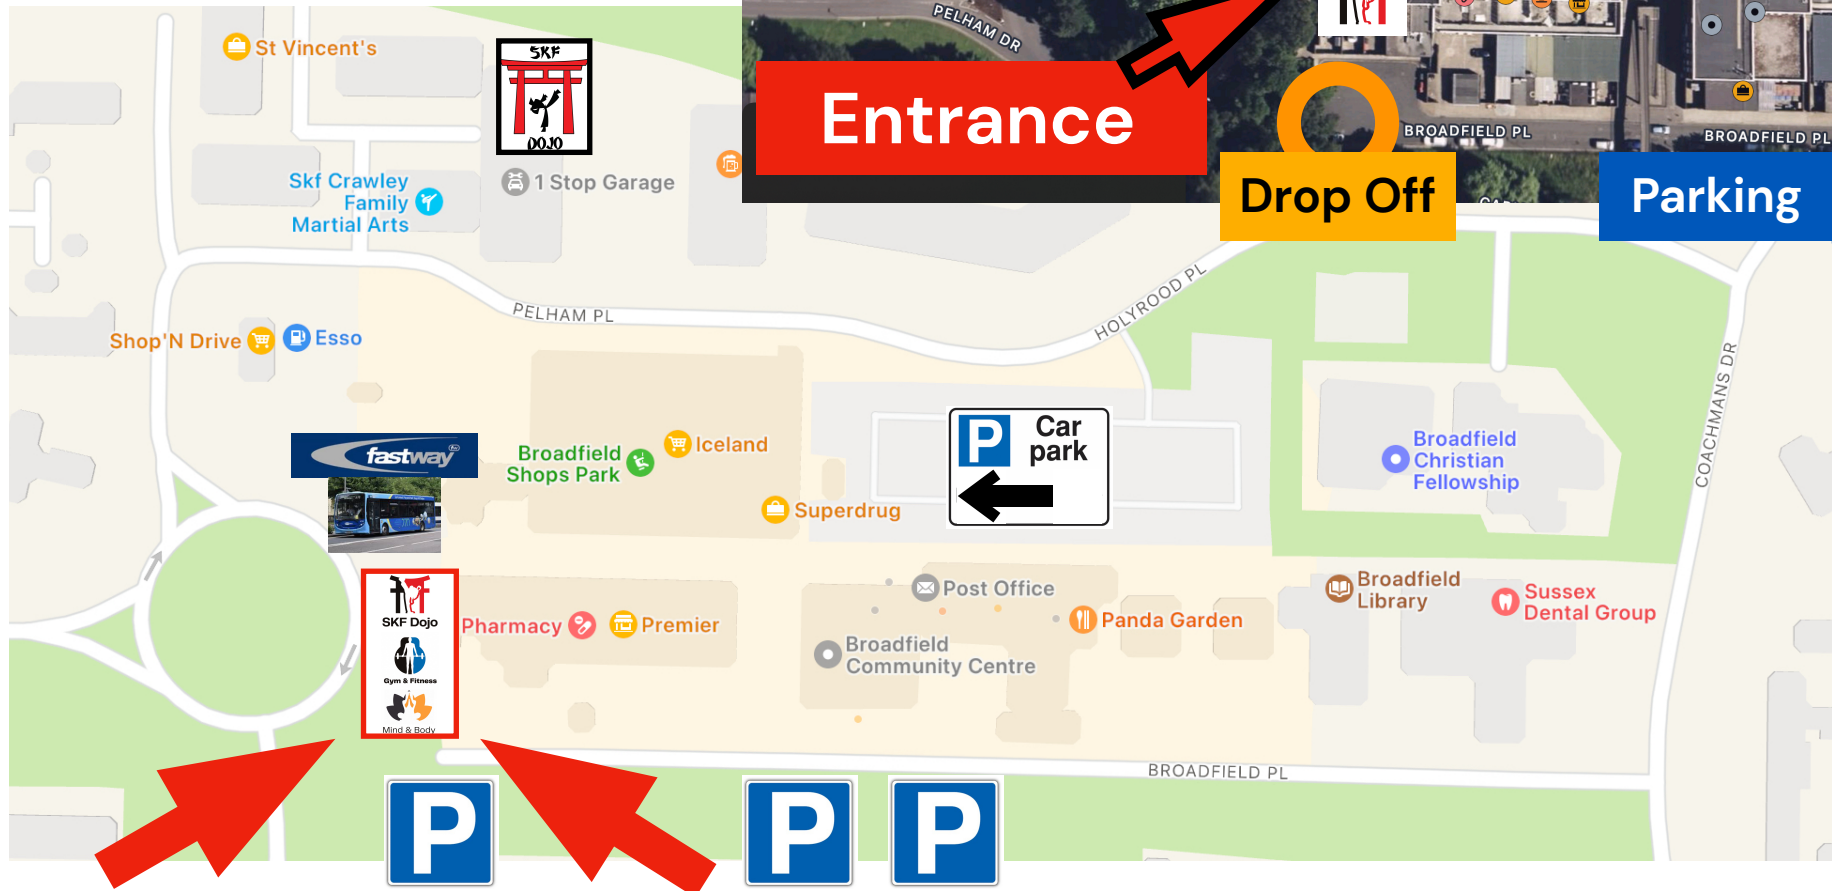 PELHAM DR
Entrance
BROADFIELD PL
BROADFIELD PL
Drop Off
Parking
St Vincent's
SKF
DOJO
1 Stop Garage
Skf Crawley
Family
Martial Arts
PELHAM PL
HOLYROOD PL
COACHMANS DR
Shop'N Drive
Esso
fastway
Broadfield
Shops Park
Iceland
Superdrug
P
Car
park
Broadfield
Christian
Fellowship
SKF Dojo
Gym & Fitness
Mind & Body
Pharmacy
Premier
Post Office
Broadfield
Community Centre
Panda Garden
Broadfield
Library
Sussex
Dental Group
BROADFIELD PL
P
P
P